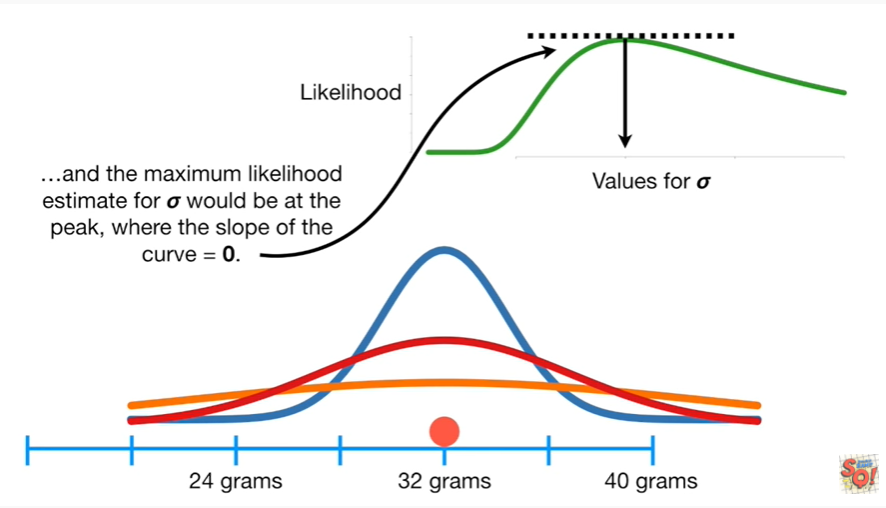 Likelihood
…and the maximum likelihood
estimate for σ would be at the
peak, where the slope of the
curve = 0.
Values for σ
24 grams
32 grams
40 grams
SQ!